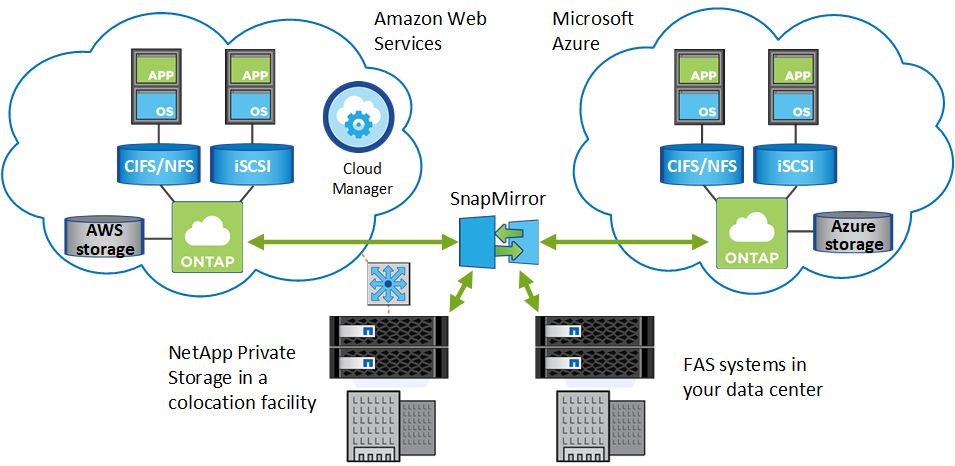 Amazon Web
Services
Microsoft
Azure
APP
OS
APP
OS
CIFS/NFS
iSCSI
Cloud
Manager
AWS
storage
ONTAP
SnapMirror
APP
OS
APP
OS
CIFS/NFS
iSCSI
ONTAP
Azure
storage
NetApp Private
Storage in a
colocation facility
FAS systems in
your data center